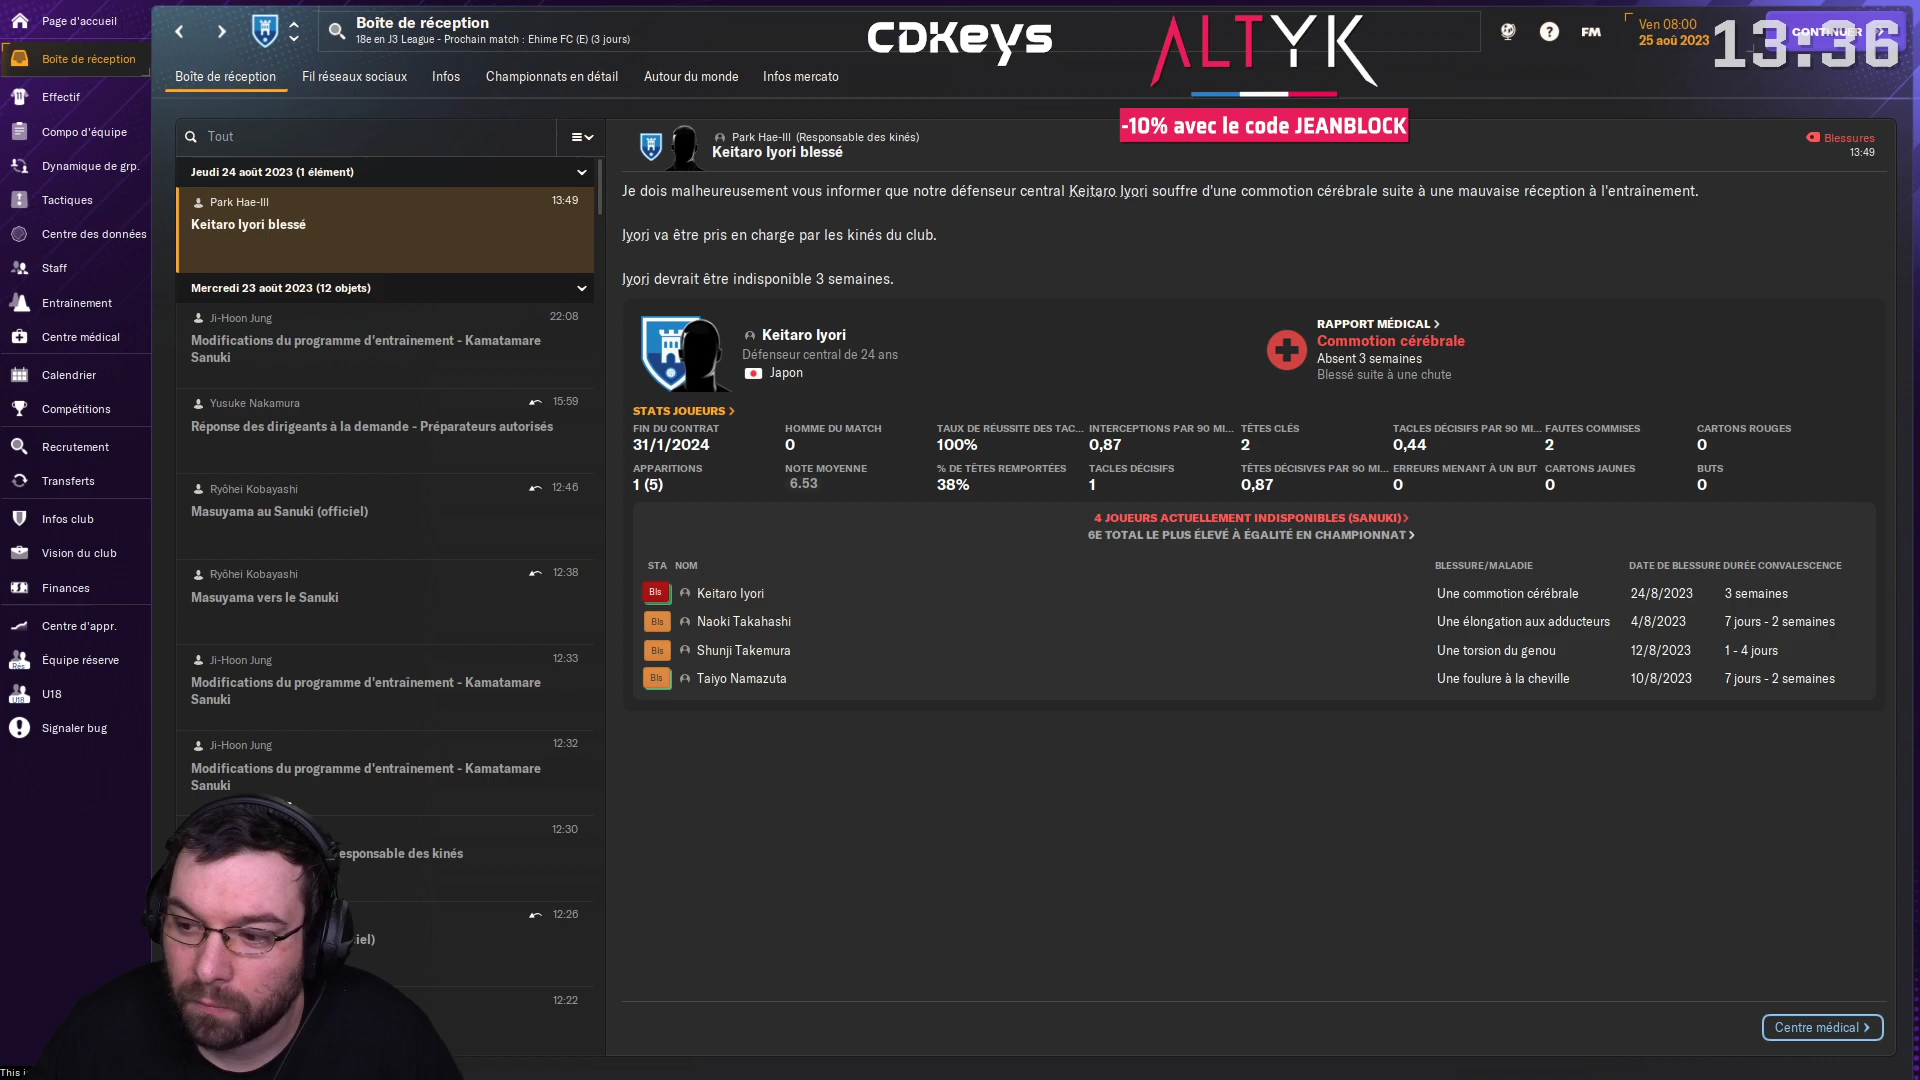 Page d'accueil
Boîte de réception
Effectif
Compo d'équipe
Dynamique de grp.
Tactiques
Centre des données
Staff
Entraînement
Centre médical
Calendrier
Compétitions
Recrutement
Transferts
Infos club
Vision du club
Finances
Centre d'appr.
Équipe réserve
U18
Signaler bug
Boîte de réception
18e en J3 League - Prochain match : Ehime FC (E) (3 jours)
CDKeys
ALTYK
-10% avec le code JEANBLOCK
FM
Ven 08:00
25 aoû 2023
CONTINUER
13:36
Boîte de réception
Fil réseaux sociaux
Infos
Championnats en détail
Autour du monde
Infos mercato
Tout
Jeudi 24 août 2023 (1 élément)
Park Hae-Ill 13:49
Keitaro Iyori blessé
Mercredi 23 août 2023 (12 objets)
Ji-Hoon Jung 22:08
Modifications du programme d'entraînement - Kamatamare
Sanuki
Yusuke Nakamura 15:59
Réponse des dirigeants à la demande - Préparateurs autorisés
Ryôhei Kobayashi 12:46
Masuyama au Sanuki (officiel)
Ryôhei Kobayashi 12:38
Masuyama vers le Sanuki
Ji-Hoon Jung 12:33
Modifications du programme d'entraînement - Kamatamare
Sanuki
Ji-Hoon Jung 12:32
Modifications du programme d'entraînement - Kamatamare
Sanuki
12:30
esponsable des kinés
12:26
iel)
12:22
Park Hae-Ill (Responsable des kinés)
Keitaro Iyori blessé
Blessures
13:49
Je dois malheureusement vous informer que notre défenseur central Keitaro Iyori souffre d'une commotion cérébrale suite à une mauvaise réception à l'entraînement.
Iyori va être pris en charge par les kinés du club.
Iyori devrait être indisponible 3 semaines.
Keitaro Iyori
Défenseur central de 24 ans
Japon
RAPPORT MÉDICAL
Commotion cérébrale
Absent 3 semaines
Blessé suite à une chute
STATS JOUEURS
FIN DU CONTRAT HOMME DU MATCH TAUX DE RÉUSSITE DES TAC... INTERCEPTIONS PAR 90 MI... TÊTES CLÉS TACLES DÉCISIFS PAR 90 MI... FAUTES COMMISES CARTONS ROUGES
31/1/2024 0 100% 0,87 2 0,44 2 0
APPARITIONS NOTE MOYENNE % DE TÊTES REMPORTÉES TACLES DÉCISIFS TÊTES DÉCISIVES PAR 90 MI... ERREURS MENANT À UN BUT CARTONS JAUNES BUTS
1 (5) 6.53 38% 1 0,87 0 0 0
4 JOUEURS ACTUELLEMENT INDISPONIBLES (SANUKI)
6E TOTAL LE PLUS ÉLEVÉ À ÉGALITÉ EN CHAMPIONNAT
STA NOM BLESSURE/MALADIE DATE DE BLESSURE DURÉE CONVALESCENCE
Bls Keitaro Iyori Une commotion cérébrale 24/8/2023 3 semaines
Bls Naoki Takahashi Une élongation aux adducteurs 4/8/2023 7 jours - 2 semaines
Bls Shunji Takemura Une torsion du genou 12/8/2023 1 - 4 jours
Bls Taiyo Namazuta Une foulure à la cheville 10/8/2023 7 jours - 2 semaines
Centre médical
This i